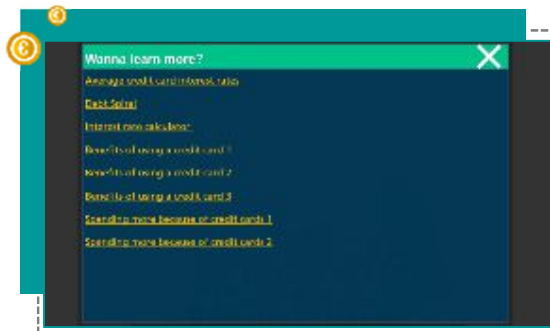 Wanna learn more?
Average credit card interest rates
Debt Spiral
Interest rate calculator
Benefits of using a credit card 1
Benefits of using a credit card 2
Benefits of using a credit card 3
Spending more because of credit cards 1
Spending more because of credit cards 2